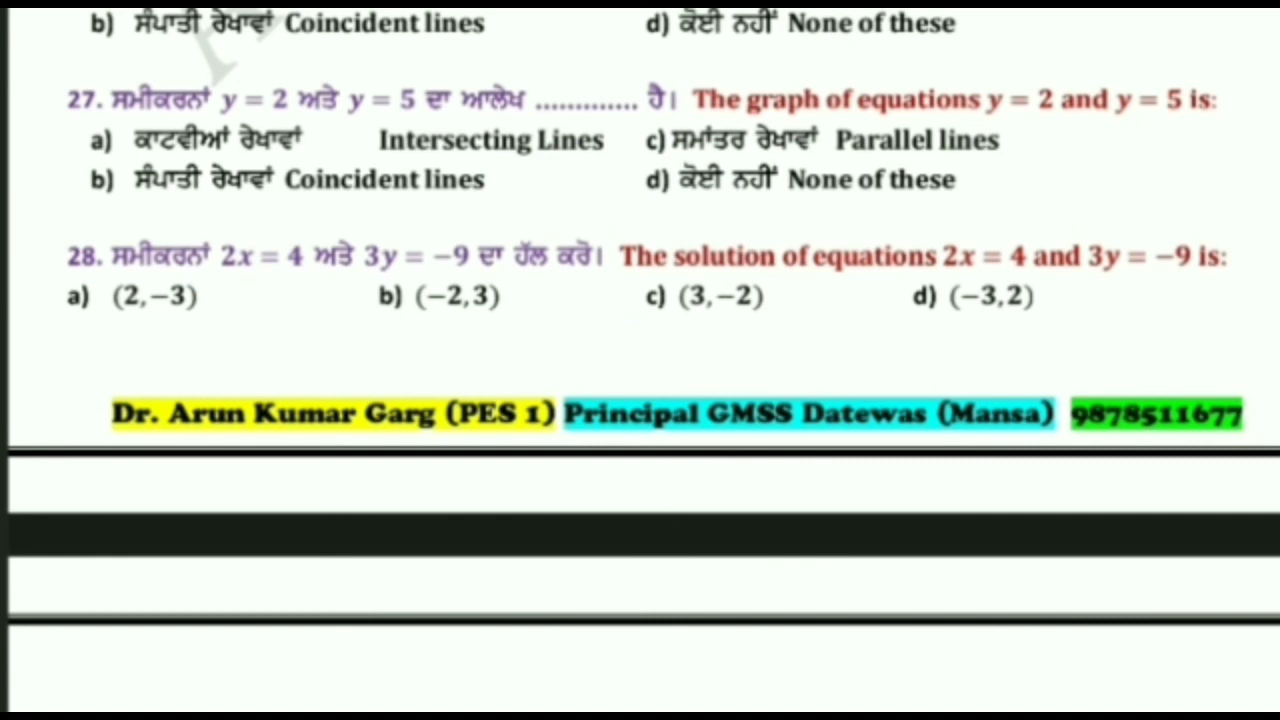 b) ਸੰਪਾਤੀ ਰੇਖਾਵਾਂ Coincident lines d) ਕੋਈ ਨਹੀਂ None of these
27. ਸਮੀਕਰਨਾਂ y = 2 ਅਤੇ y = 5 ਦਾ ਆਲੇਖ ............. ਹੈ। The graph of equations y = 2 and y = 5 is:
a) ਕਾਟਵੀਆਂ ਰੇਖਾਵਾਂ Intersecting Lines c) ਸਮਾਂਤਰ ਰੇਖਾਵਾਂ Parallel lines
b) ਸੰਪਾਤੀ ਰੇਖਾਵਾਂ Coincident lines d) ਕੋਈ ਨਹੀਂ None of these
28. ਸਮੀਕਰਨਾਂ 2x = 4 ਅਤੇ 3y = −9 ਦਾ ਹੱਲ ਕਰੋ। The solution of equations 2x = 4 and 3y = −9 is:
a) (2,−3) b) (−2,3) c) (3,−2) d) (−3,2)
Dr. Arun Kumar Garg (PES 1) Principal GMSS Datewas (Mansa) 9878511677